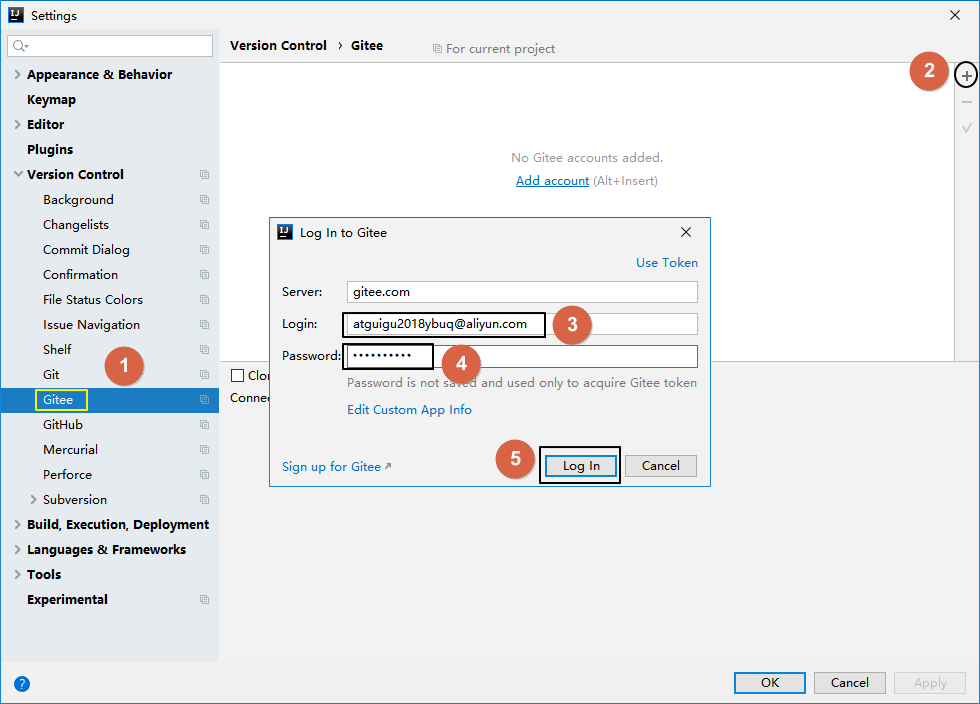 Settings
Version Control › Gitee
For current project
Appearance & Behavior
Keymap
Editor
Plugins
Version Control
Background
Changelists
Commit Dialog
Confirmation
File Status Colors
Issue Navigation
Shelf
Git
Gitee
GitHub
Mercurial
Perforce
Subversion
Build, Execution, Deployment
Languages & Frameworks
Tools
Experimental
1
2
No Gitee accounts added.
Add account (Alt+Insert)
Log In to Gitee
Use Token
Server: gitee.com
Login: atguigu2018ybuq@aliyun.com
3
Password: ••••••••••
4
Password is not saved and used only to acquire Gitee token
Edit Custom App Info
Sign up for Gitee
5
Log In
Cancel
Clo
Connec
?
OK
Cancel
Apply